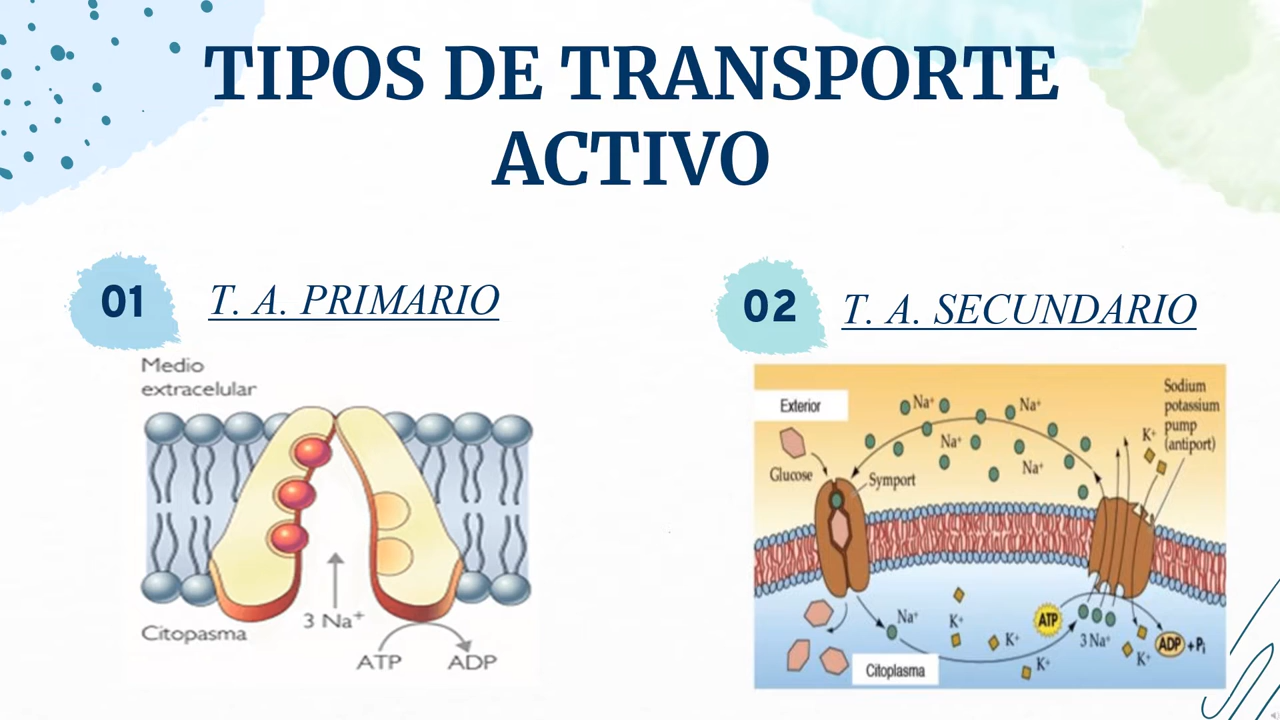 TIPOS DE TRANSPORTE
ACTIVO
01
T. A. PRIMARIO
Medio
extracelular
3 Na⁺
Citopasma
ATP
ADP
02
T. A. SECUNDARIO
Exterior
Na⁺
Na⁺
Na⁺
Na⁺
Sodium
potassium
pump
(antiport)
K⁺
Glucose
Symport
Na⁺
K⁺
K⁺
K⁺
ATP
3 Na⁺
K⁺
ADP + Pi
Citoplasma